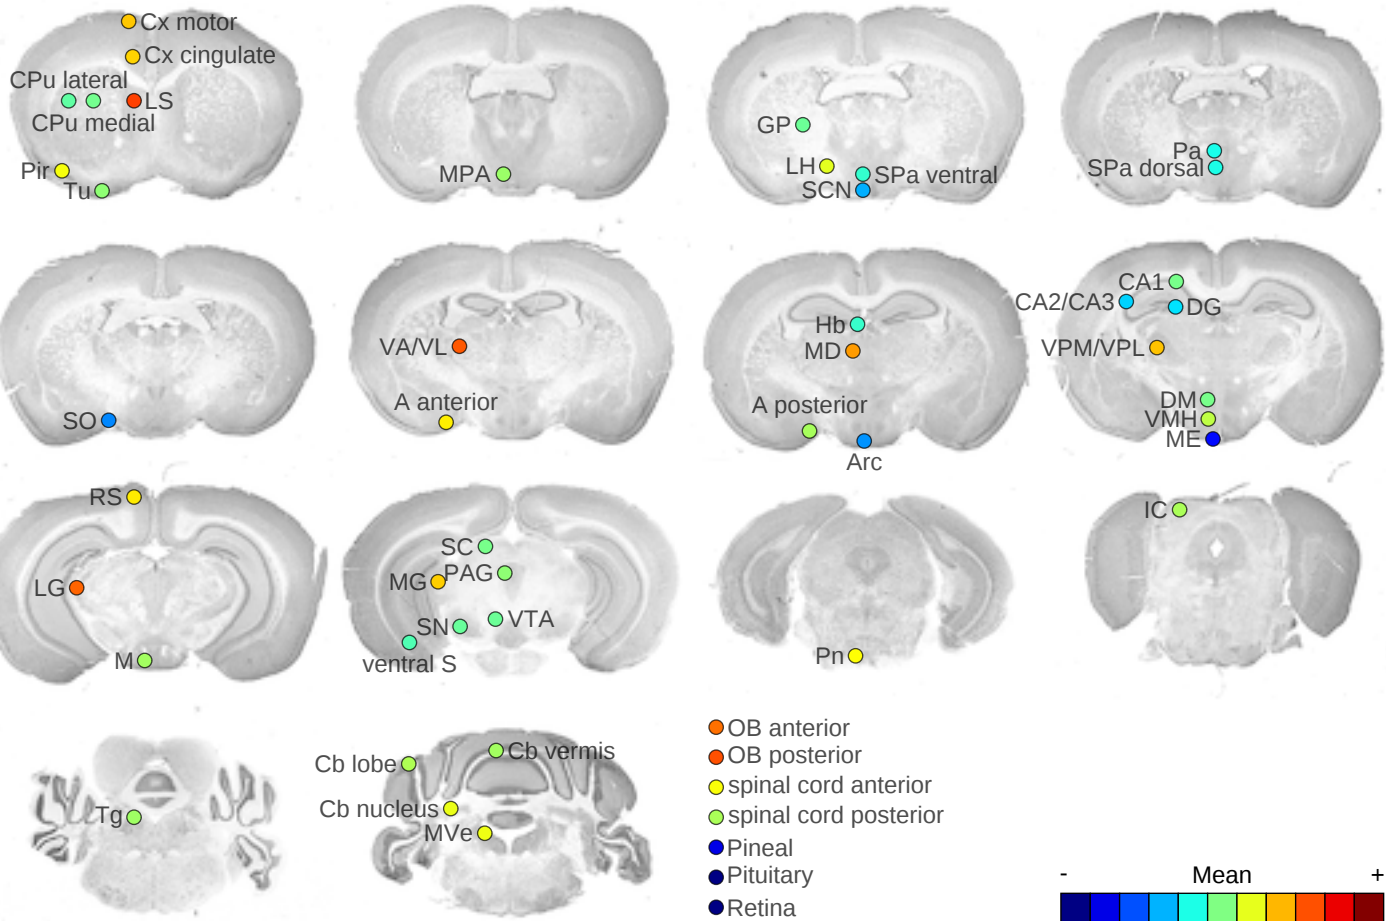 Cx motor
Cx cingulate
CPu lateral
LS
CPu medial
Pir
Tu
MPA
GP
LH
SPa ventral
SCN
Pa
SPa dorsal
SO
VA/VL
A anterior
Hb
MD
A posterior
Arc
CA1
CA2/CA3
DG
VPM/VPL
DM
VMH
ME
RS
LG
M
SC
MG
PAG
SN
VTA
ventral S
Pn
IC
Tg
Cb lobe
Cb vermis
Cb nucleus
MVe
OB anterior
OB posterior
spinal cord anterior
spinal cord posterior
Pineal
Pituitary
Retina
- Mean +